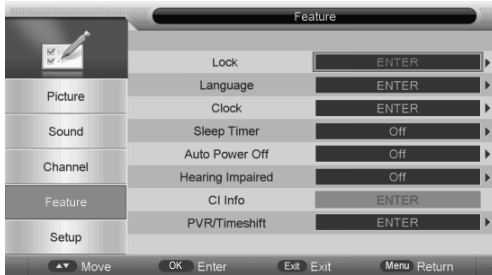 Feature
Lock ENTER
Language ENTER
Clock ENTER
Sleep Timer Off
Auto Power Off Off
Hearing Impaired Off
CI Info ENTER
PVR/Timeshift ENTER
Picture
Sound
Channel
Feature
Setup
Move OK Enter Exit Exit Menu Return